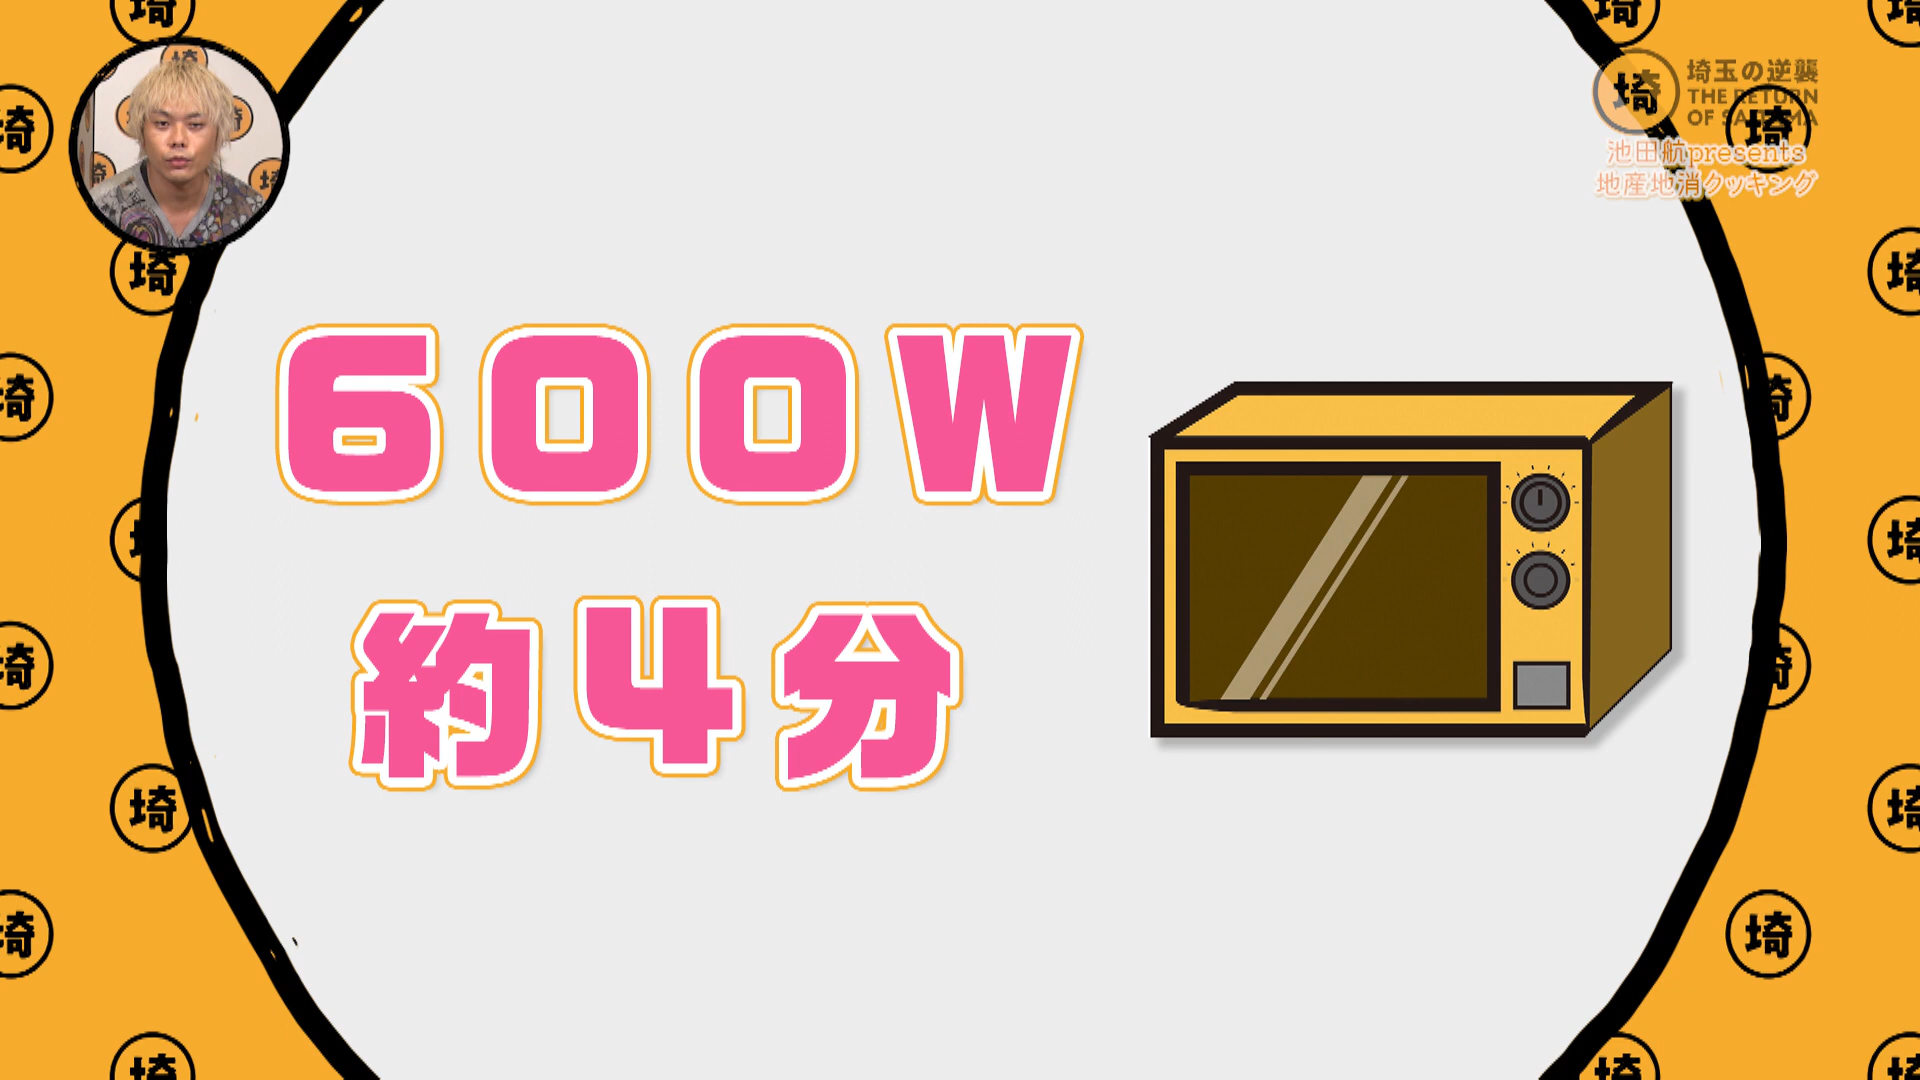 埼
埼玉の逆襲
THE RETURN
OF SAITAMA
池田航presents
地産地消クッキング
600W
約4分